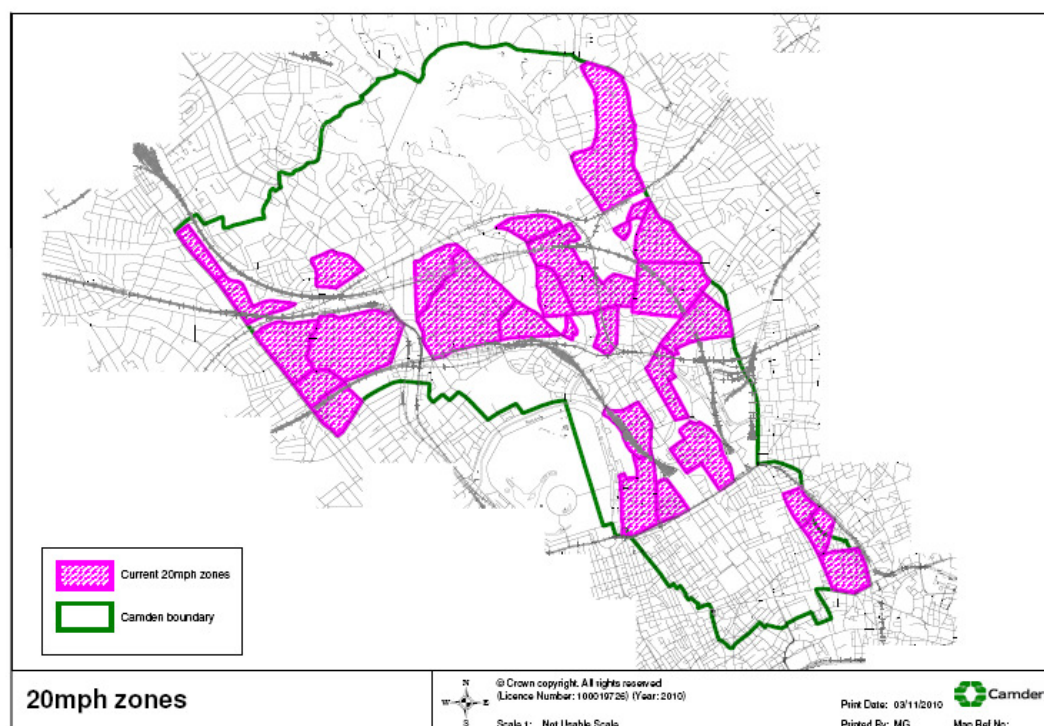 Current 20mph zones
Camden boundary
20mph zones
N
W E
S
© Crown copyright. All rights reserved
(Licence Number: 100019726) (Year: 2010)
Scale 1: Not Usable Scale
Print Date: 03/11/2010
Printed By: MG
Map Ref No:
Camden